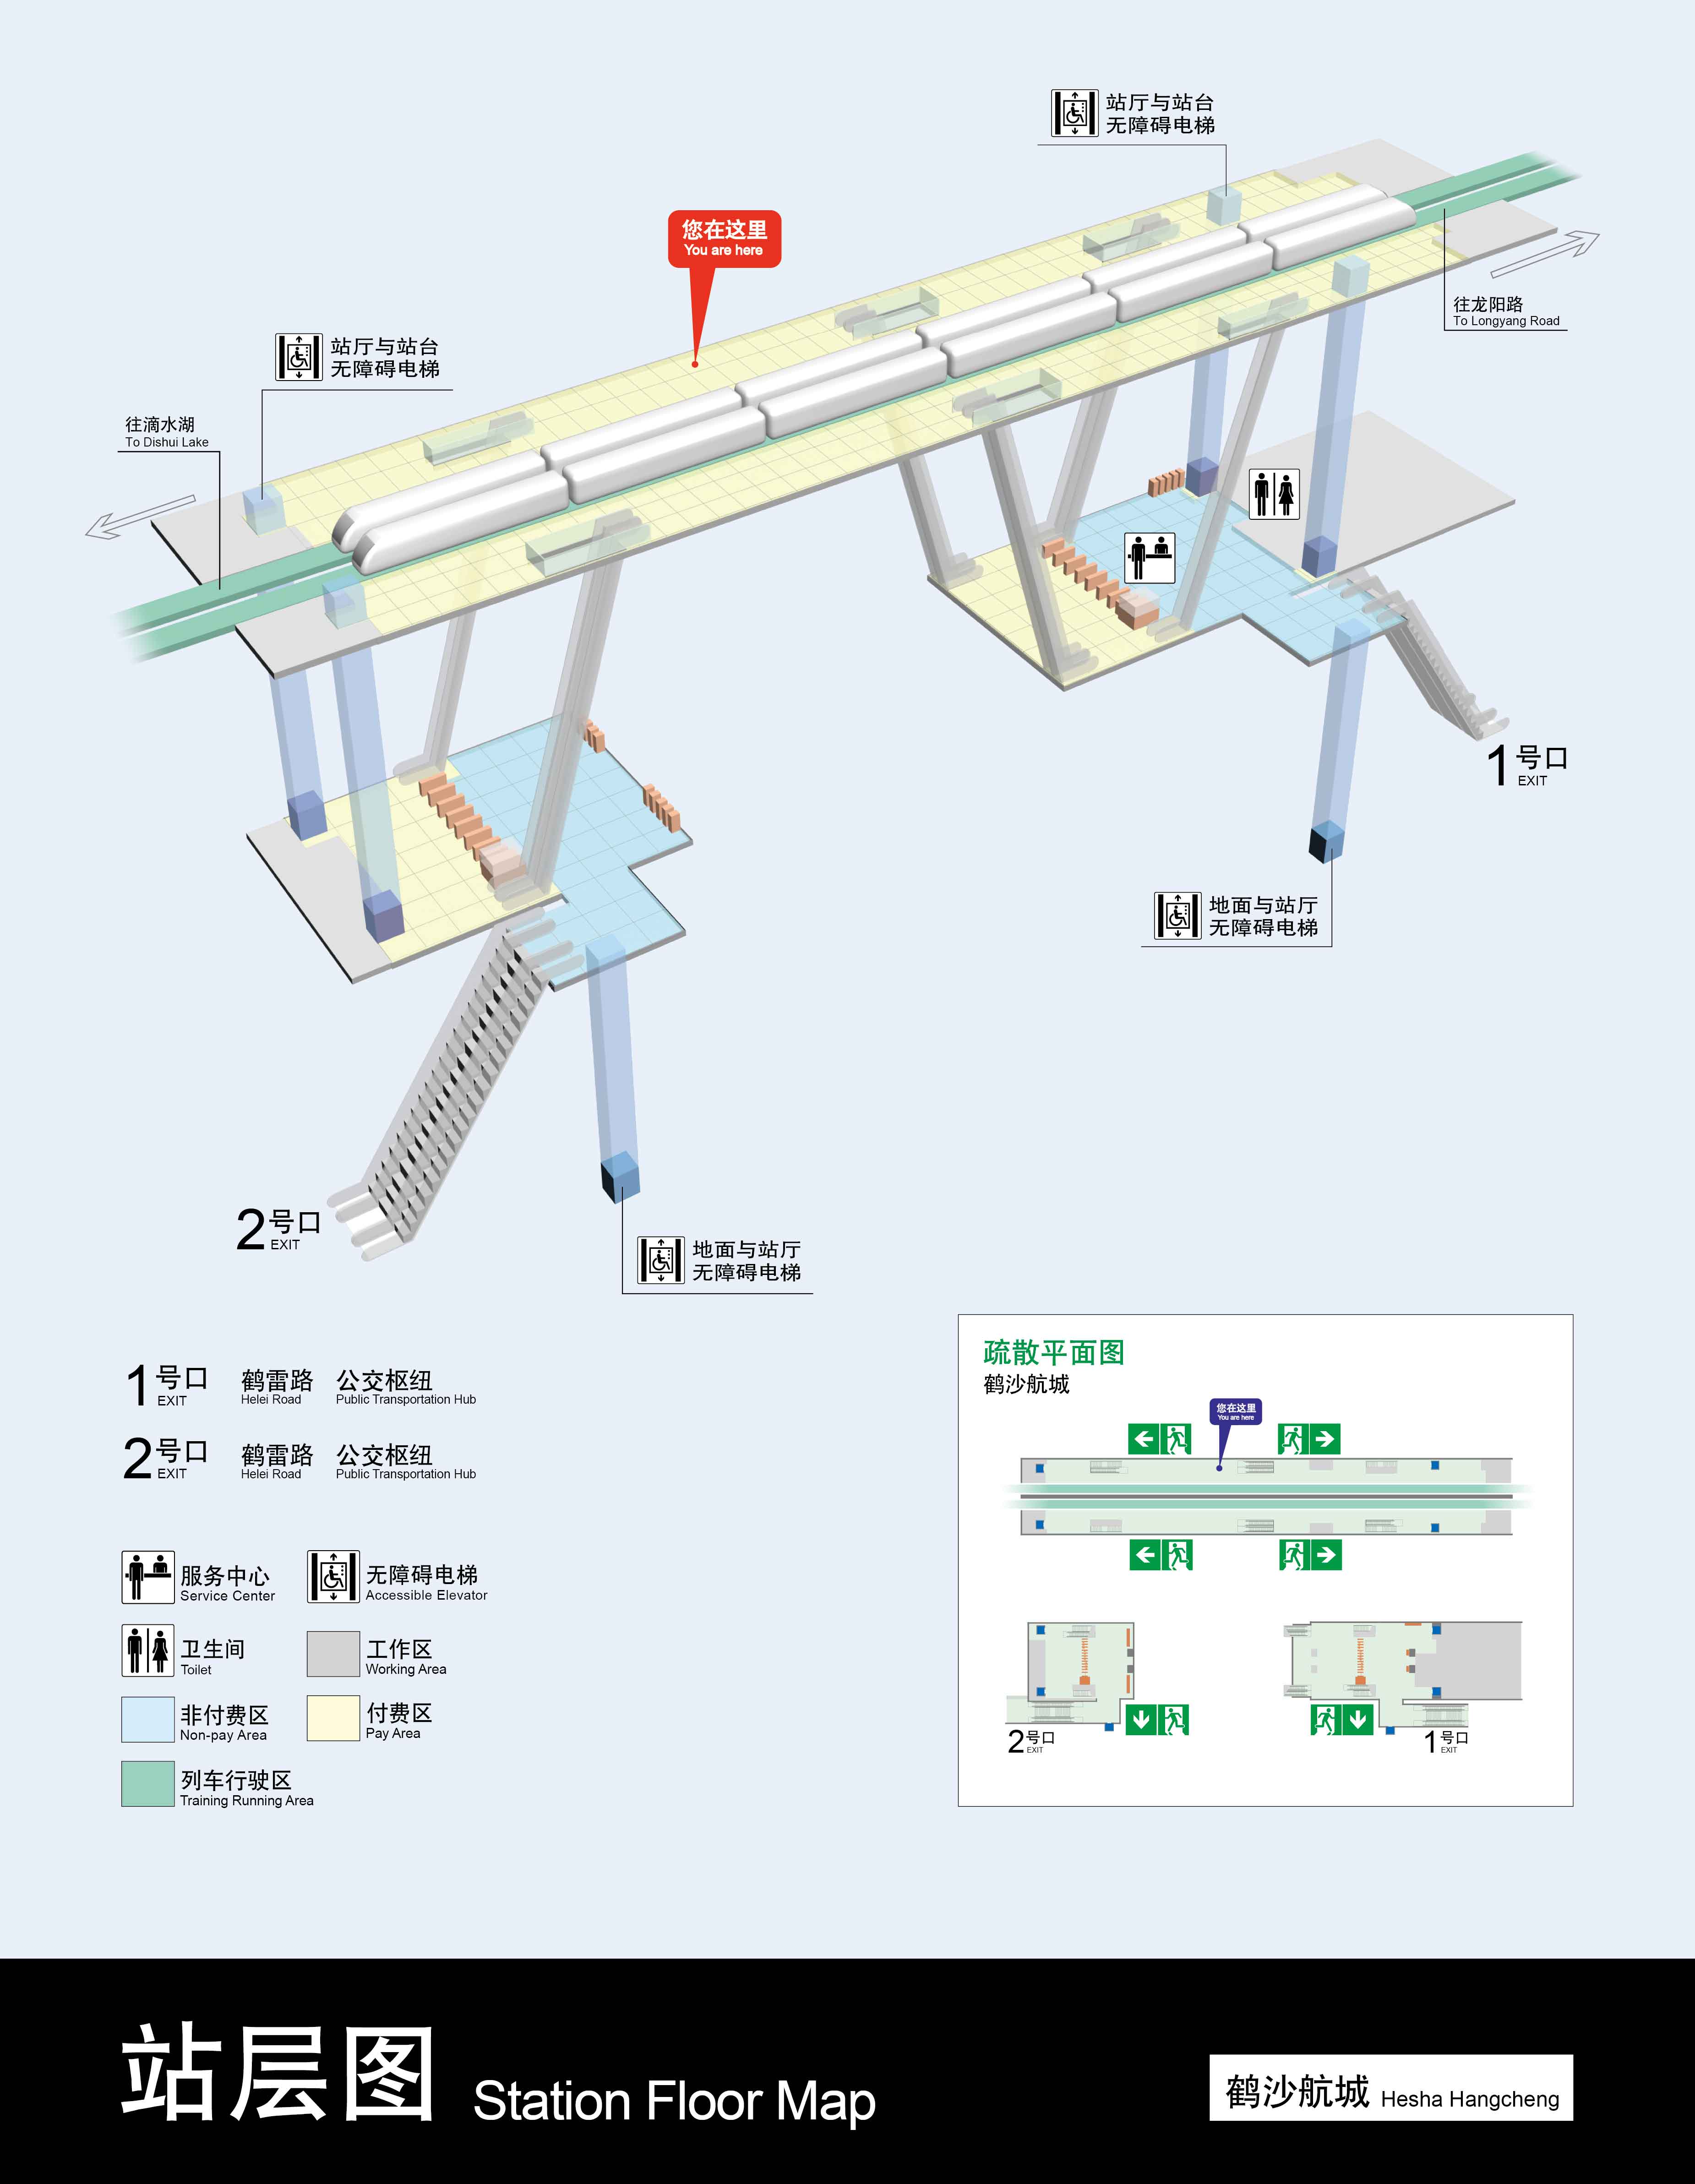 站厅与站台
无障碍电梯
您在这里
You are here
往龙阳路
To Longyang Road
站厅与站台
无障碍电梯
往滴水湖
To Dishui Lake
1 号口
EXIT
地面与站厅
无障碍电梯
2 号口
EXIT
地面与站厅
无障碍电梯
1 号口 鹤雷路 公交枢纽
EXIT Helei Road Public Transportation Hub
2 号口 鹤雷路 公交枢纽
EXIT Helei Road Public Transportation Hub
服务中心 无障碍电梯
Service Center Accessible Elevator
卫生间 工作区
Toilet Working Area
非付费区 付费区
Non-pay Area Pay Area
列车行驶区
Training Running Area
疏散平面图
鹤沙航城
您在这里
You are here
2 号口
EXIT
1 号口
EXIT
站层图 Station Floor Map
鹤沙航城 Hesha Hangcheng